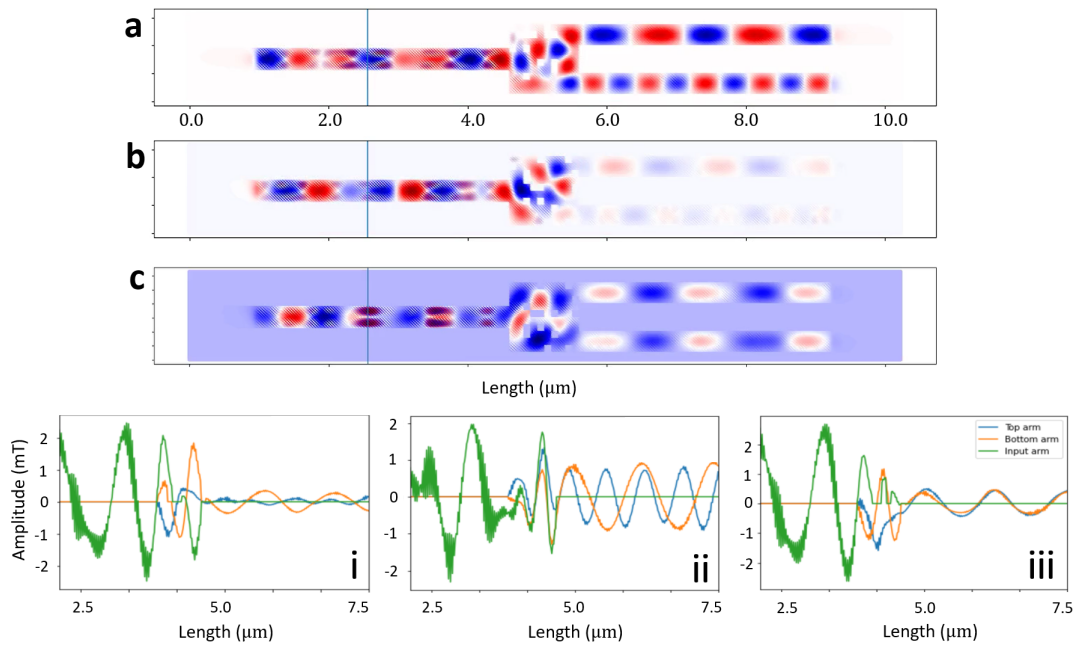 a
0.0 2.0 4.0 6.0 8.0 10.0
b
c
Length (μm)
Amplitude (mT)
2
1
0
-1
-2
i
2.5 5.0 7.5
Length (μm)
2
1
0
-1
-2
ii
2.5 5.0 7.5
Length (μm)
2
1
0
-1
-2
Top arm
Bottom arm
Input arm
iii
2.5 5.0 7.5
Length (μm)